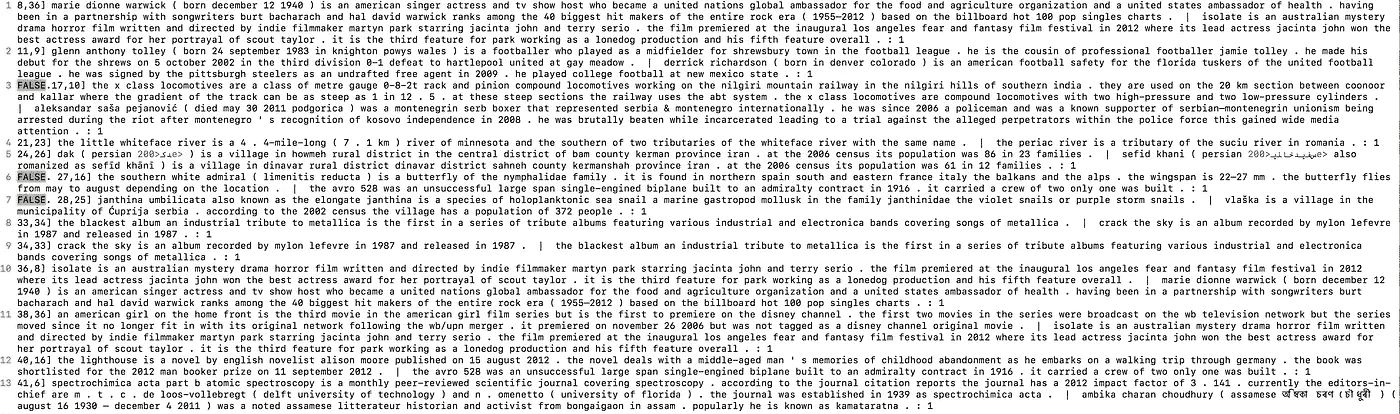 1 8,36] marie dionne warwick ( born december 12 1940 ) is an american singer actress and tv show host who became a united nations global ambassador for the food and agriculture organization and a united states ambassador of health . having
been in a partnership with songwriters burt bacharach and hal david warwick ranks among the 40 biggest hit makers of the entire rock era ( 1955–2012 ) based on the billboard hot 100 pop singles charts . | isolate is an australian mystery
drama horror film written and directed by indie filmmaker martyn park starring jacinta john and terry serio . the film premiered at the inaugural los angeles fear and fantasy film festival in 2012 where its lead actress jacinta john won the
best actress award for her portrayal of scout taylor . it is the third feature for park working as a lonedog production and his fifth feature overall . : 1
2 11,9] glenn anthony tolley ( born 24 september 1983 in knighton powys wales ) is a footballer who played as a midfielder for shrewsbury town in the football league . he is the cousin of professional footballer jamie tolley . he made his
debut for the shrews on 5 october 2002 in the third division 0–1 defeat to hartlepool united at gay meadow . | derrick richardson ( born in denver colorado ) is an american football safety for the florida tuskers of the united football
league . he was signed by the pittsburgh steelers as an undrafted free agent in 2009 . he played college football at new mexico state . : 1
3 FALSE.17,10] the x class locomotives are a class of metre gauge 0-8-2t rack and pinion compound locomotives working on the nilgiri mountain railway in the nilgiri hills of southern india . they are used on the 20 km section between coonoor
and kallar where the gradient of the track can be as steep as 1 in 12 . 5 . at these steep sections the railway uses the abt system . the x class locomotives are compound locomotives with two high-pressure and two low-pressure cylinders .
| aleksandar saša pejanović ( died may 30 2011 podgorica ) was a montenegrin serb boxer that represented serbia & montenegro internationally . he was since 2006 a policeman and was a known supporter of serbian–montenegrin unionism being
arrested during the riot after montenegro ' s recognition of kosovo independence in 2008 . he was brutally beaten while incarcerated leading to a trial against the alleged perpetrators within the police force this gained wide media
attention . : 1
4 21,23] the little whiteface river is a 4 . 4-mile-long ( 7 . 1 km ) river of minnesota and the southern of two tributaries of the whiteface river with the same name . | the periac river is a tributary of the suciu river in romania . : 1
5 24,26] dak ( persian ) is a village in howmeh rural district in the central district of bam county kerman province iran . at the 2006 census its population was 86 in 23 families . | sefid khani ( persian also
romanized as sefīd khānī ) is a village in dinavar rural district dinavar district sahneh county kermanshah province iran . at the 2006 census its population was 61 in 12 families . : 1
6 FALSE. 27,16] the southern white admiral ( limenitis reducta ) is a butterfly of the nymphalidae family . it is found in northern spain south and eastern france italy the balkans and the alps . the wingspan is 22–27 mm . the butterfly flies
from may to august depending on the location . | the avro 528 was an unsuccessful large span single-engined biplane built to an admiralty contract in 1916 . it carried a crew of two only one was built . : 1
7 FALSE. 28,25] janthina umbilicata also known as the elongate janthina is a species of holoplanktonic sea snail a marine gastropod mollusk in the family janthinidae the violet snails or purple storm snails . | vlaška is a village in the
municipality of Ćuprija serbia . according to the 2002 census the village has a population of 372 people . : 1
8 33,34] the blackest album an industrial tribute to metallica is the first in a series of tribute albums featuring various industrial and electronica bands covering songs of metallica . | crack the sky is an album recorded by mylon lefevre
in 1987 and released in 1987 . : 1
9 34,33] crack the sky is an album recorded by mylon lefevre in 1987 and released in 1987 . | the blackest album an industrial tribute to metallica is the first in a series of tribute albums featuring various industrial and electronica
bands covering songs of metallica . : 1
10 36,8] isolate is an australian mystery drama horror film written and directed by indie filmmaker martyn park starring jacinta john and terry serio . the film premiered at the inaugural los angeles fear and fantasy film festival in 2012
where its lead actress jacinta john won the best actress award for her portrayal of scout taylor . it is the third feature for park working as a lonedog production and his fifth feature overall . | marie dionne warwick ( born december 12
1940 ) is an american singer actress and tv show host who became a united nations global ambassador for the food and agriculture organization and a united states ambassador of health . having been in a partnership with songwriters burt
bacharach and hal david warwick ranks among the 40 biggest hit makers of the entire rock era ( 1955–2012 ) based on the billboard hot 100 pop singles charts . : 1
11 38,36] an american girl on the home front is the third movie in the american girl film series but is the first to premiere on the disney channel . the first two movies in the series were broadcast on the wb television network but the series
moved since it no longer fit in with its original network following the wb/upn merger . it premiered on november 26 2006 but was not tagged as a disney channel original movie . | isolate is an australian mystery drama horror film written
and directed by indie filmmaker martyn park starring jacinta john and terry serio . the film premiered at the inaugural los angeles fear and fantasy film festival in 2012 where its lead actress jacinta john won the best actress award for
her portrayal of scout taylor . it is the third feature for park working as a lonedog production and his fifth feature overall . : 1
12 40,16] the lighthouse is a novel by english novelist alison moore published on 15 august 2012 . the novel deals with a middle-aged man ' s memories of childhood abandonment as he embarks on a walking trip through germany . the book was
shortlisted for the 2012 man booker prize on 11 september 2012 . | the avro 528 was an unsuccessful large span single-engined biplane built to an admiralty contract in 1916 . it carried a crew of two only one was built . : 1
13 41,6] spectrochimica acta part b atomic spectroscopy is a monthly peer-reviewed scientific journal covering spectroscopy . according to the journal citation reports the journal has a 2012 impact factor of 3 . 141 . currently the editors-in-
chief are m . t . c . de loos-vollebregt ( delft university of technology ) and n . omenetto ( university of florida ) . the journal was established in 1939 as spectrochimica acta . | ambika charan choudhury ( assamese ) (
august 16 1930 – december 4 2011 ) was a noted assamese litterateur historian and activist from bongaigaon in assam . popularly he is known as kamataratna . : 1